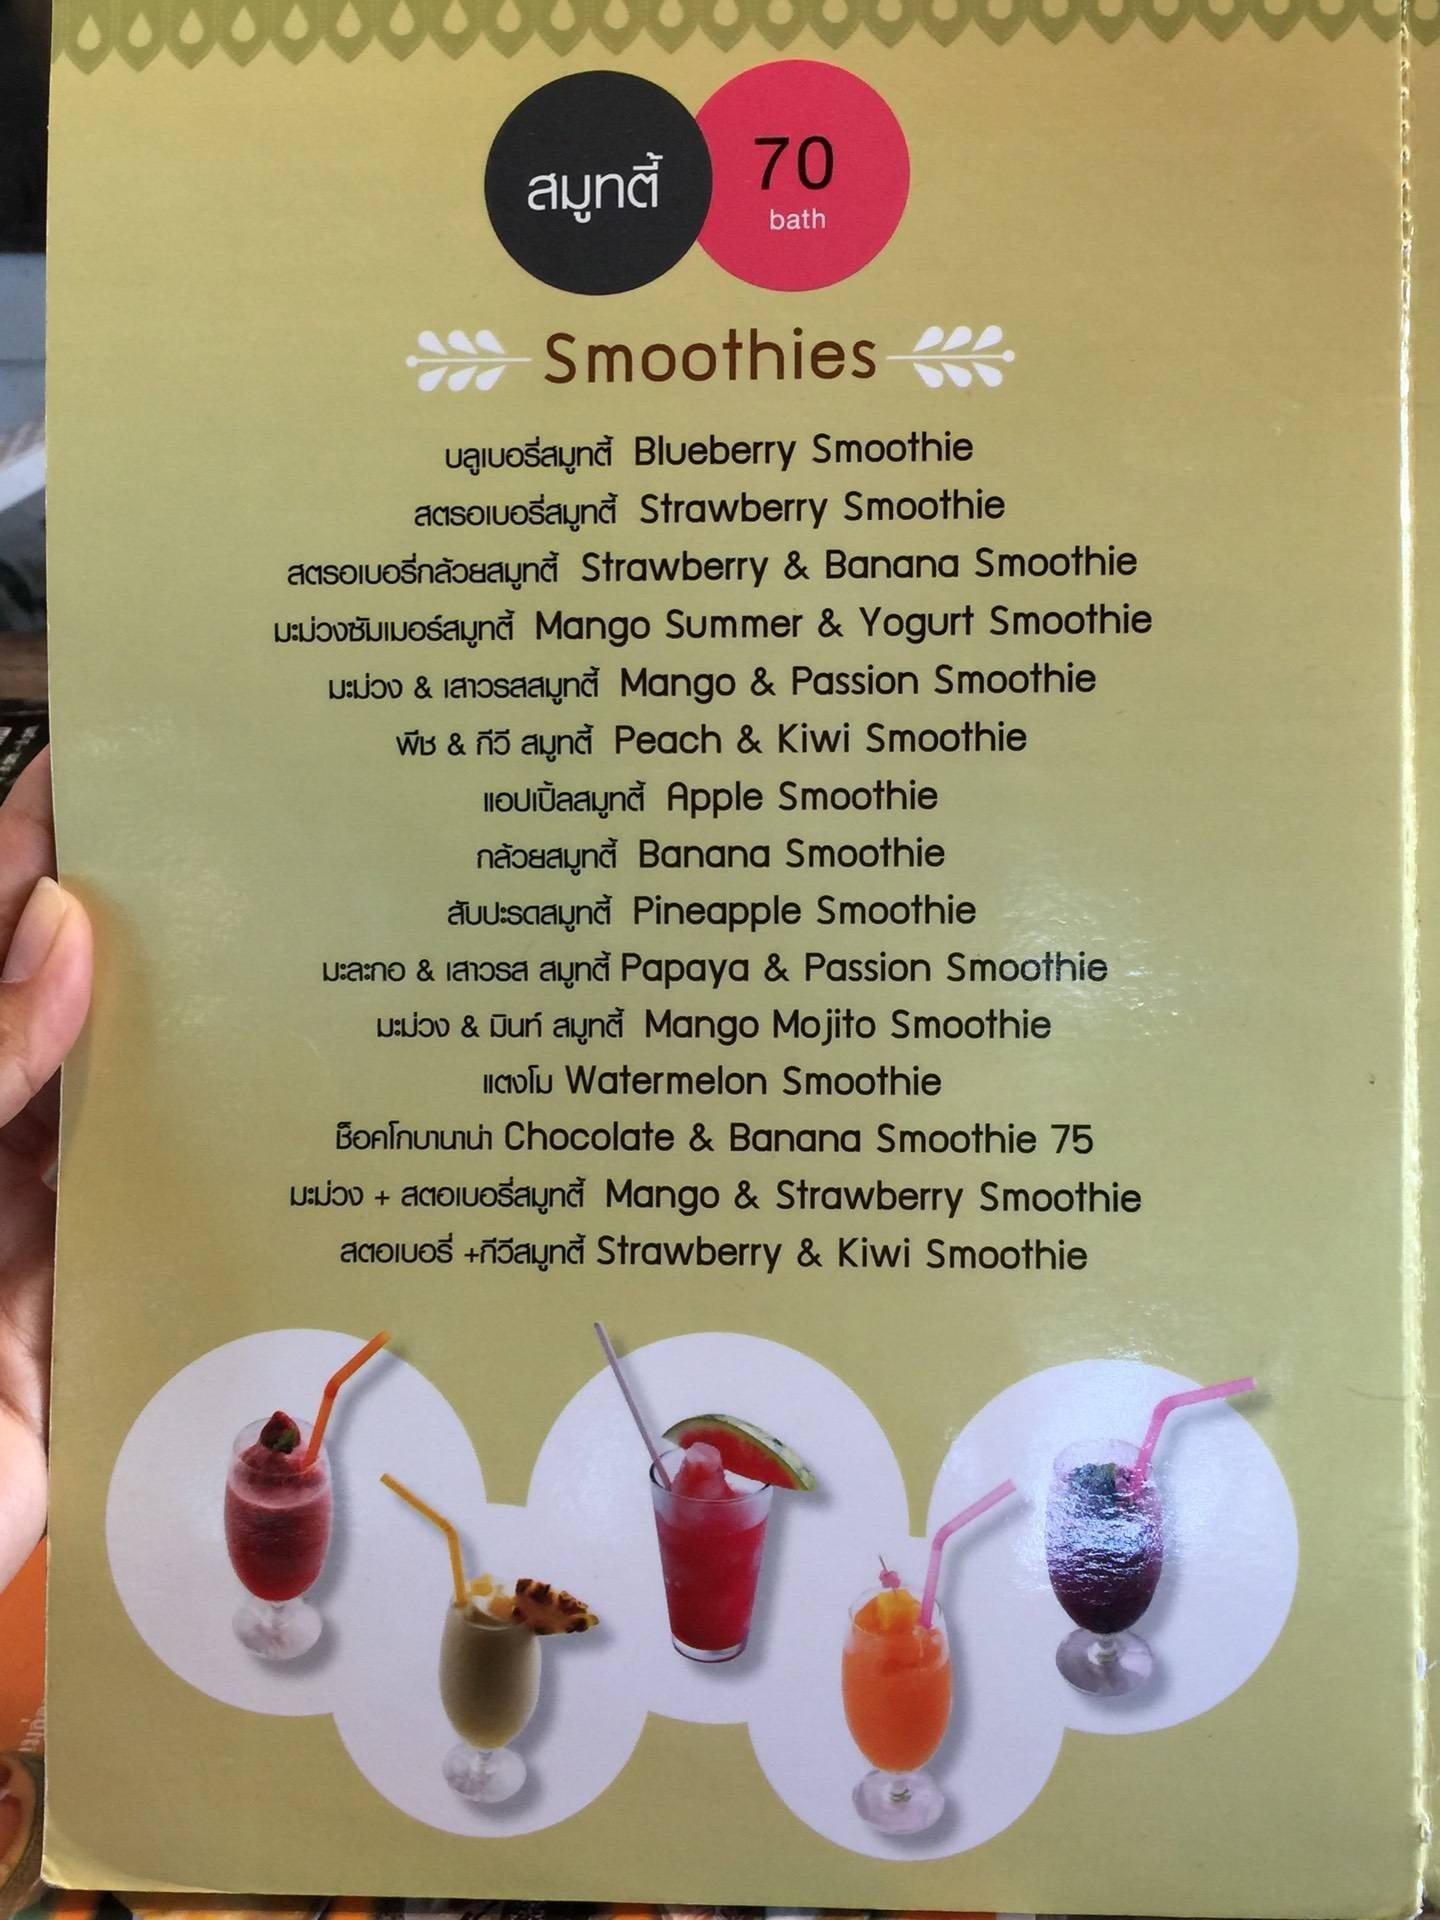 สมูทตี้
70
bath
Smoothies
บลูเบอรี่สมูทตี้ Blueberry Smoothie
สตรอเบอรี่สมูทตี้ Strawberry Smoothie
สตรอเบอรี่กล้วยสมูทตี้ Strawberry & Banana Smoothie
มะม่วงซัมเมอร์สมูทตี้ Mango Summer & Yogurt Smoothie
มะม่วง & เสาวรสสมูทตี้ Mango & Passion Smoothie
พีช & กีวี สมูทตี้ Peach & Kiwi Smoothie
แอปเปิ้ลสมูทตี้ Apple Smoothie
กล้วยสมูทตี้ Banana Smoothie
สับปะรดสมูทตี้ Pineapple Smoothie
มะละกอ & เสาวรส สมูทตี้ Papaya & Passion Smoothie
มะม่วง & มินท์ สมูทตี้ Mango Mojito Smoothie
แตงโม Watermelon Smoothie
ช็อคโกบานาน่า Chocolate & Banana Smoothie 75
มะม่วง + สตอเบอรี่สมูทตี้ Mango & Strawberry Smoothie
สตอเบอรี่ +กีวีสมูทตี้ Strawberry & Kiwi Smoothie